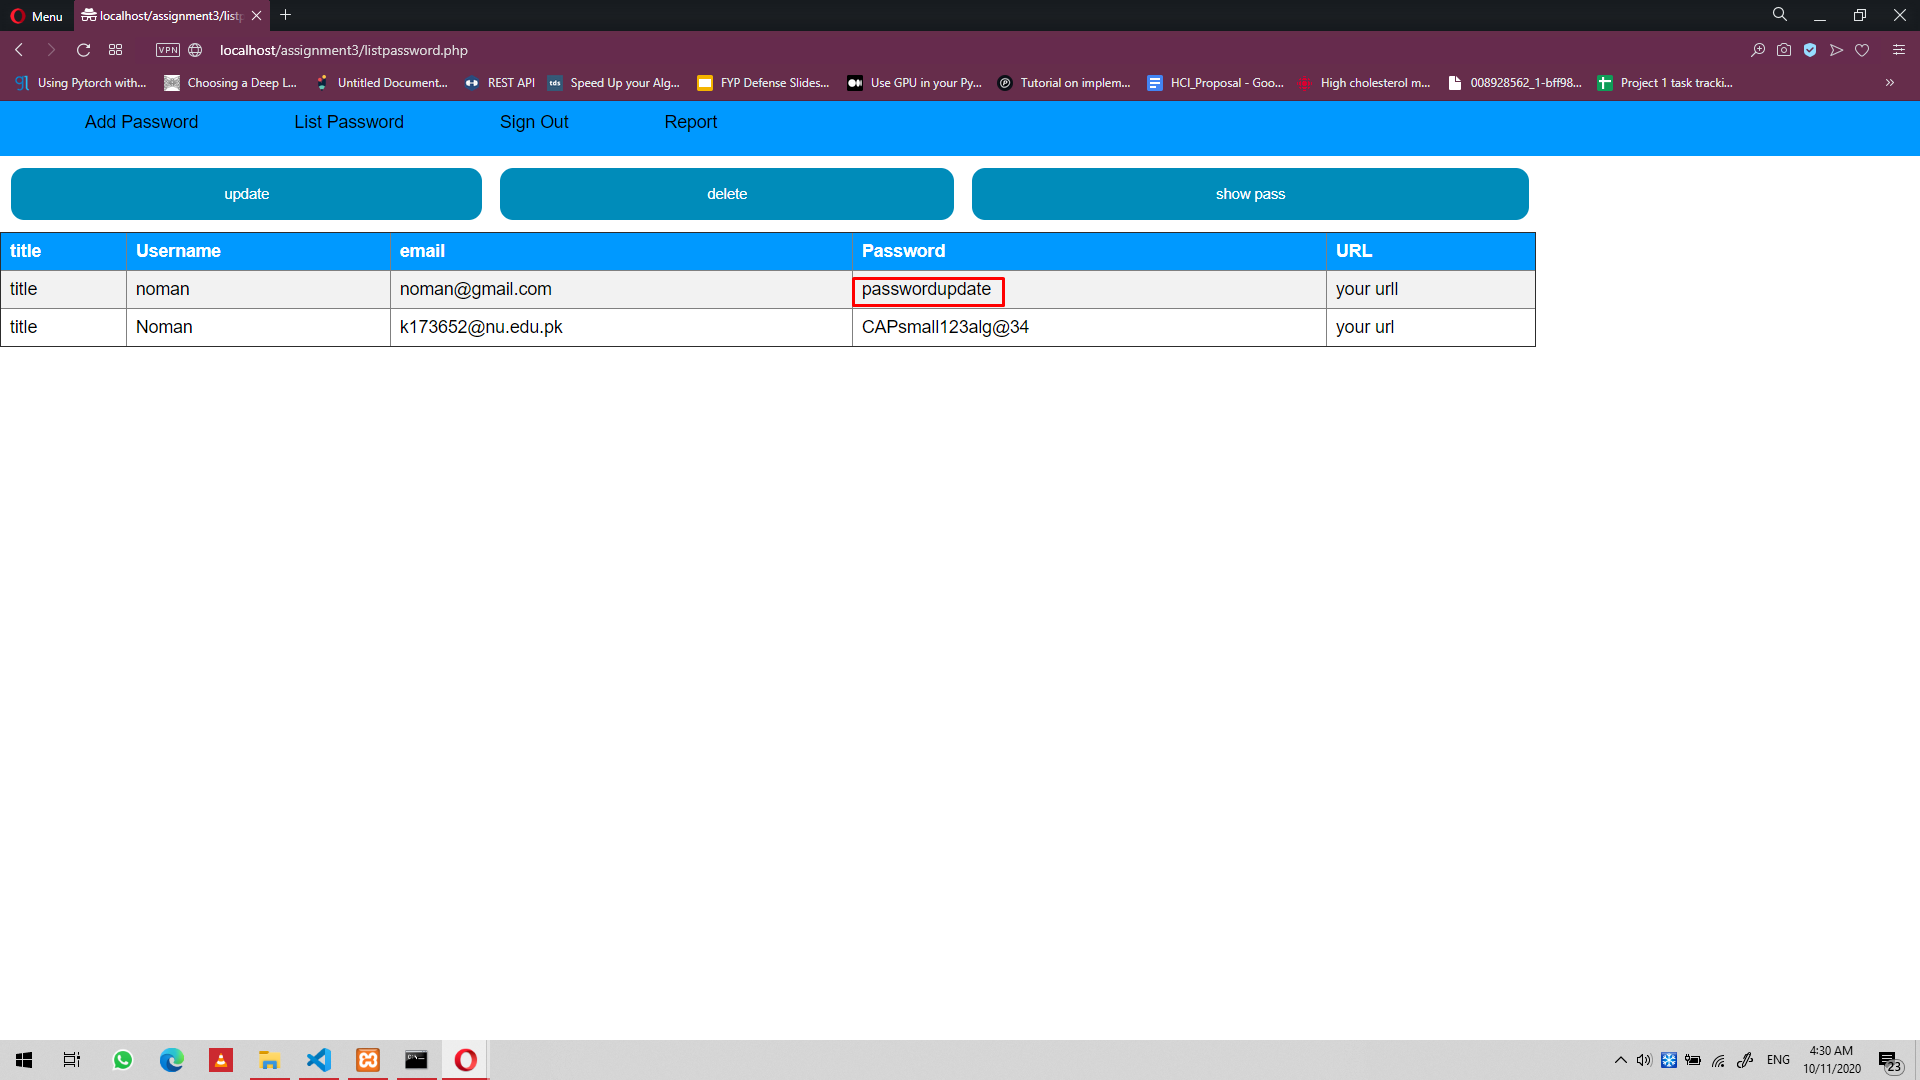 Menu
localhost/assignment3/listp
VPN
localhost/assignment3/listpassword.php
Using Pytorch with...
Choosing a Deep L...
Untitled Document...
REST API
tds
Speed Up your Alg...
FYP Defense Slides...
Use GPU in your Py...
Tutorial on implem...
HCI_Proposal - Goo...
High cholesterol m...
008928562_1-bff98...
Project 1 task tracki...
»
Add Password List Password Sign Out Report
update delete show pass
title Username email Password URL
title noman noman@gmail.com passwordupdate your urll
title Noman k173652@nu.edu.pk CAPsmall123alg@34 your url
ENG
4:30 AM
10/11/2020
23